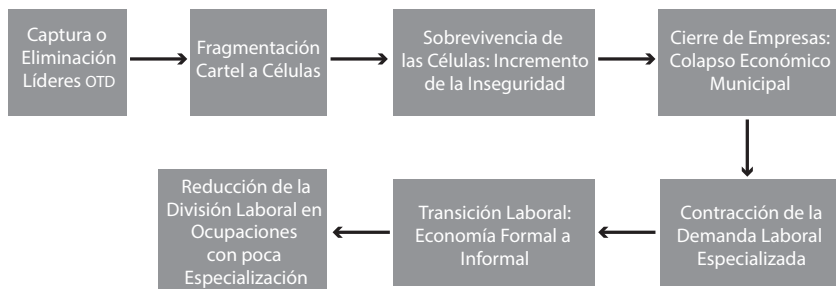 Captura o
Eliminación
Líderes OTD
Fragmentación
Cartel a Células
Sobrevivencia de
las Células: Incremento
de la Inseguridad
Cierre de Empresas:
Colapso Económico
Municipal
Contracción de la
Demanda Laboral
Especializada
Transición Laboral:
Economía Formal a
Informal
Reducción de la
División Laboral en
Ocupaciones
con poca
Especialización